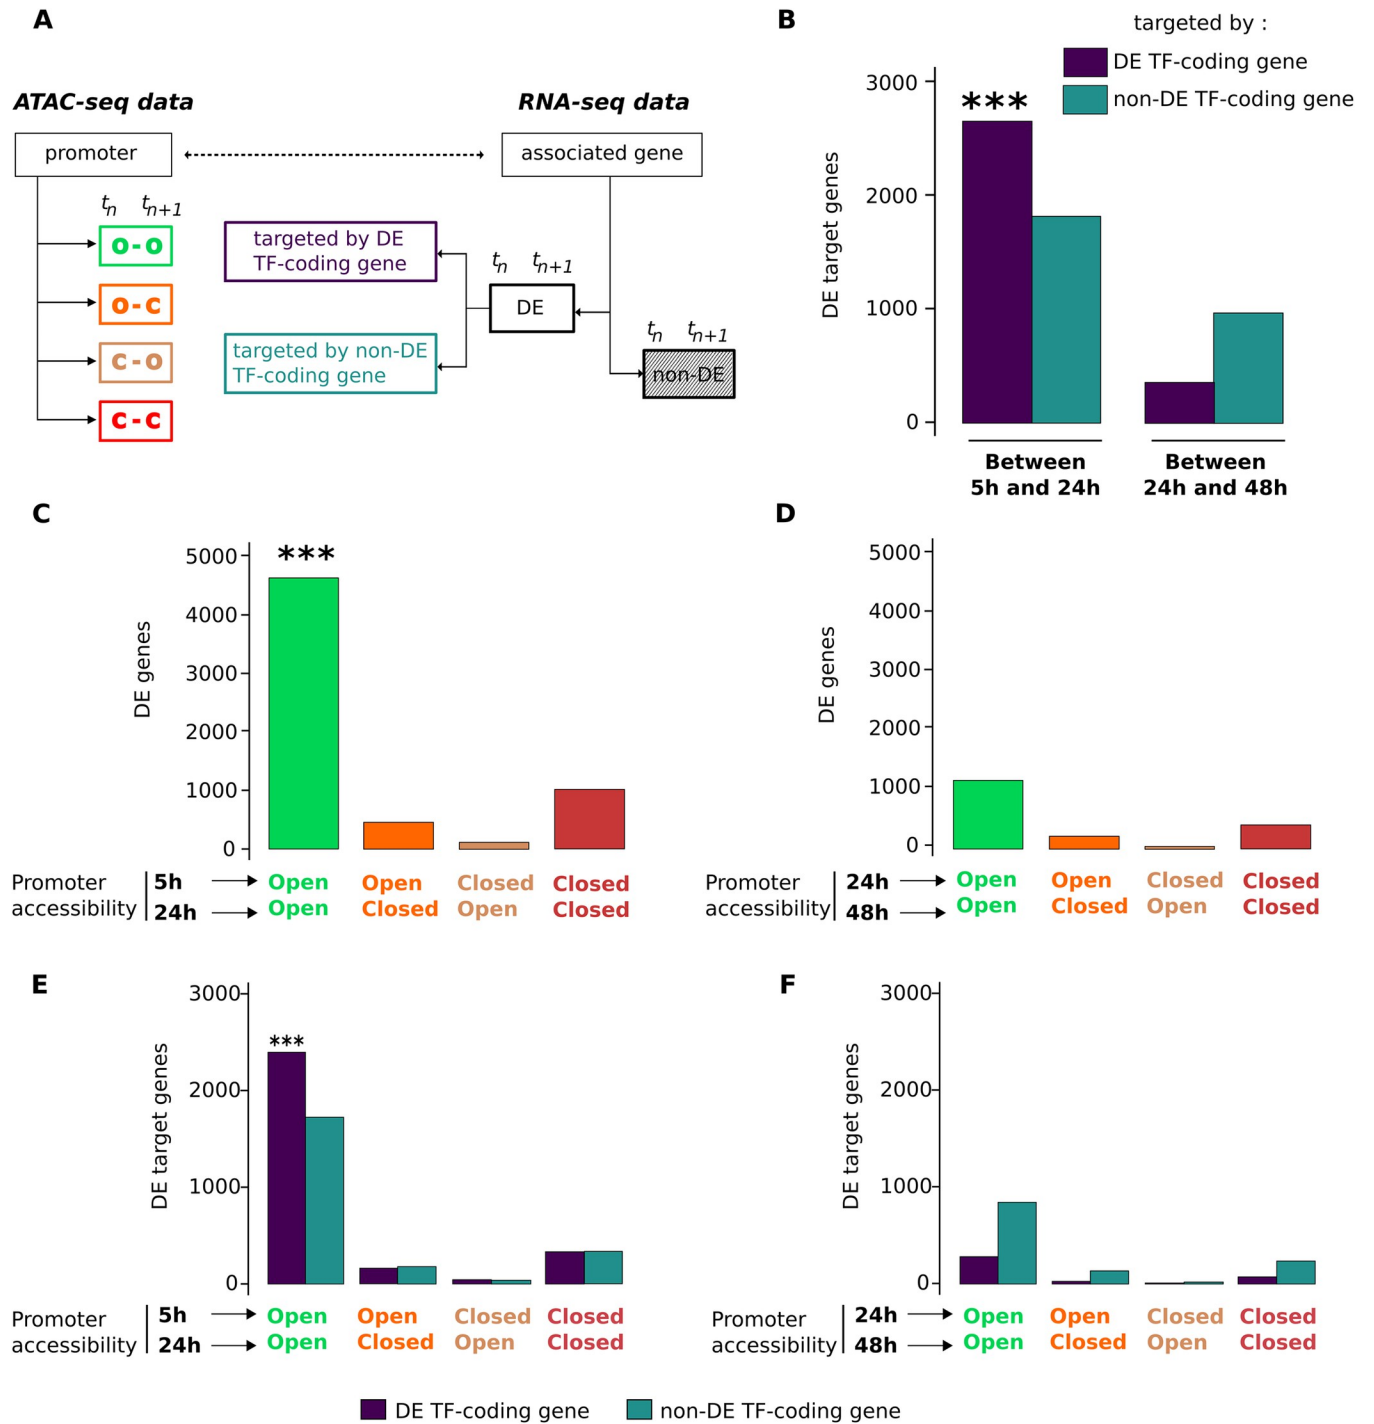 A
ATAC-seq data
RNA-seq data
promoter
associated gene
tn tn+1
o-o
o-c
c-o
c-c
targeted by DE
TF-coding gene
targeted by non-DE
TF-coding gene
tn tn+1
DE
tn tn+1
non-DE
B
targeted by :
DE TF-coding gene
non-DE TF-coding gene
DE target genes
3000
2000
1000
0
***
Between
5h and 24h
Between
24h and 48h
C
DE genes
5000
4000
3000
2000
1000
0
***
Promoter
accessibility
5h
24h
Open
Open
Open
Closed
Closed
Open
Closed
Closed
D
DE genes
5000
4000
3000
2000
1000
0
Promoter
accessibility
24h
48h
Open
Open
Open
Closed
Closed
Open
Closed
Closed
E
DE target genes
3000
2000
1000
0
***
Promoter
accessibility
5h
24h
Open
Open
Open
Closed
Closed
Open
Closed
Closed
F
DE target genes
3000
2000
1000
0
Promoter
accessibility
24h
48h
Open
Open
Open
Closed
Closed
Open
Closed
Closed
DE TF-coding gene
non-DE TF-coding gene